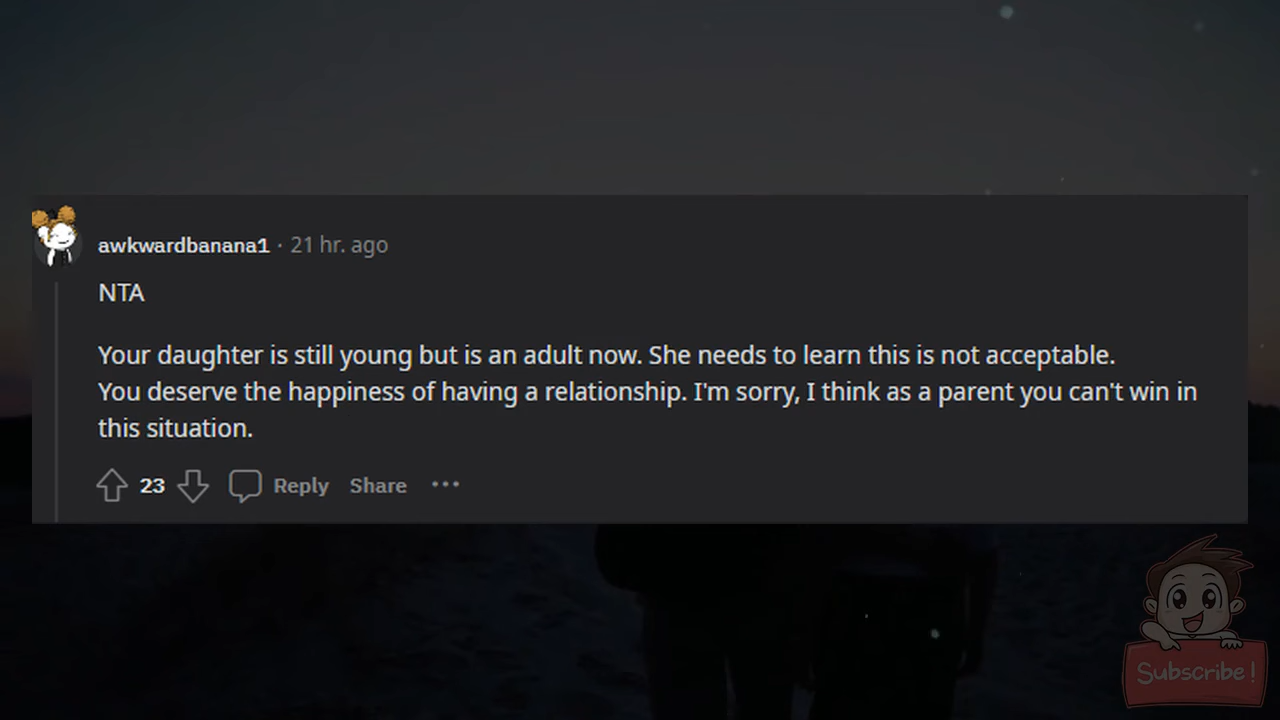 awkwardbanana1 · 21 hr. ago
NTA
Your daughter is still young but is an adult now. She needs to learn this is not acceptable.
You deserve the happiness of having a relationship. I'm sorry, I think as a parent you can't win in
this situation.
23 Reply Share ···
Subscribe!